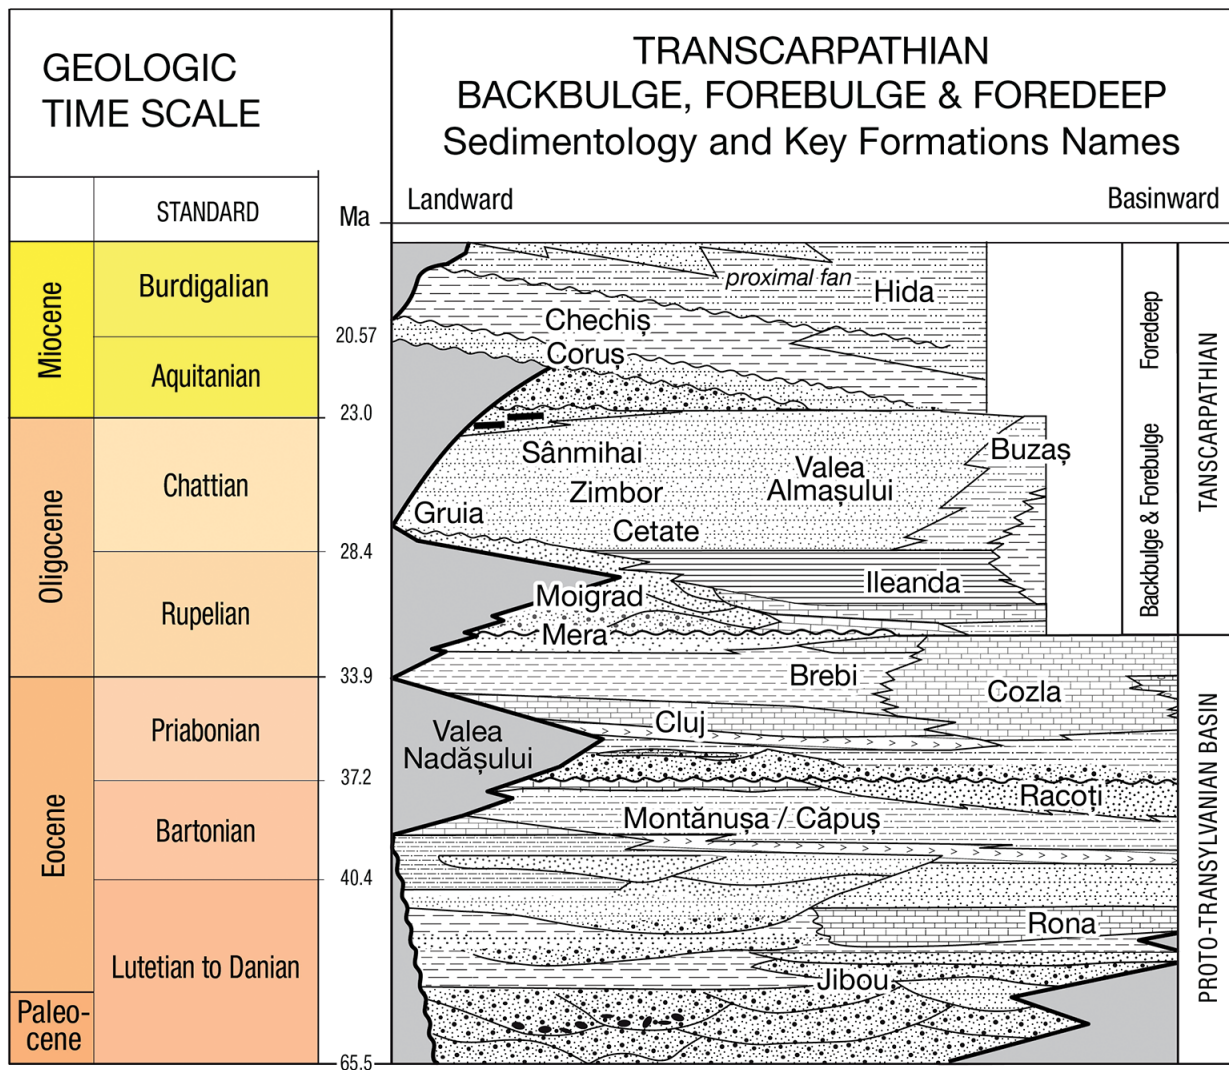 GEOLOGIC
TIME SCALE
TRANSCARPATHIAN
BACKBULGE, FOREBULGE & FOREDEEP
Sedimentology and Key Formations Names
STANDARD
Ma
Landward
Basinward
Miocene
Burdigalian
20.57
Aquitanian
23.0
Oligocene
Chattian
28.4
Rupelian
33.9
Eocene
Priabonian
37.2
Bartonian
40.4
Lutetian to Danian
Paleo-
cene
65.5
proximal fan
Hida
Chechiș
Coruș
Sânmihai
Buzaș
Zimbor
Valea
Almașului
Gruia
Cetate
Ileanda
Moigrad
Mera
Brebi
Cozla
Cluj
Valea
Nadășului
Racoți
Montănușa / Căpuș
Rona
Jibou
Foredeep
Backbulge & Forebulge
TANSCARPATHIAN
PROTO-TRANSYLVANIAN BASIN